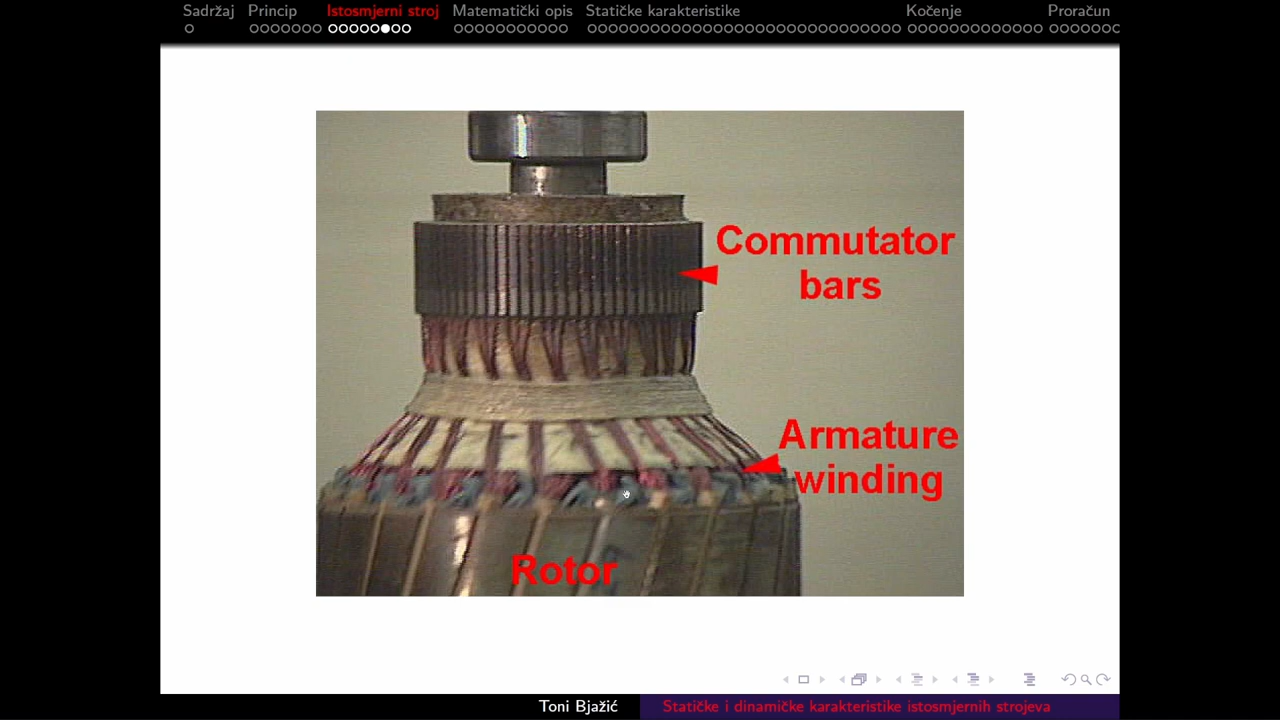 Sadržaj Princip Istosmjerni stroj Matematički opis Statičke karakteristike Kočenje Proračun
Commutator
bars
Armature
winding
Rotor
Toni Bjažić Statičke i dinamičke karakteristike istosmjernih strojeva